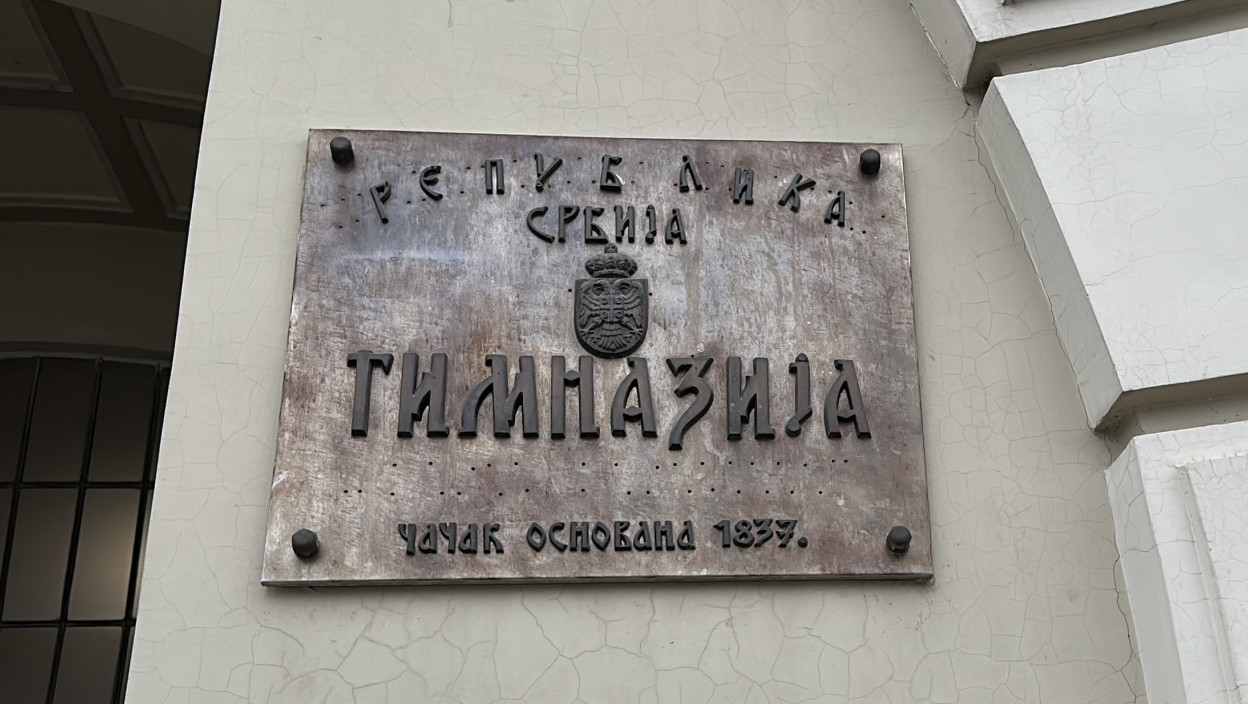 РЕПУБЛИКА
СРБИЈА
ГИМНАЗИЈА
ЧАЧАК ОСНОВАНА 1837.